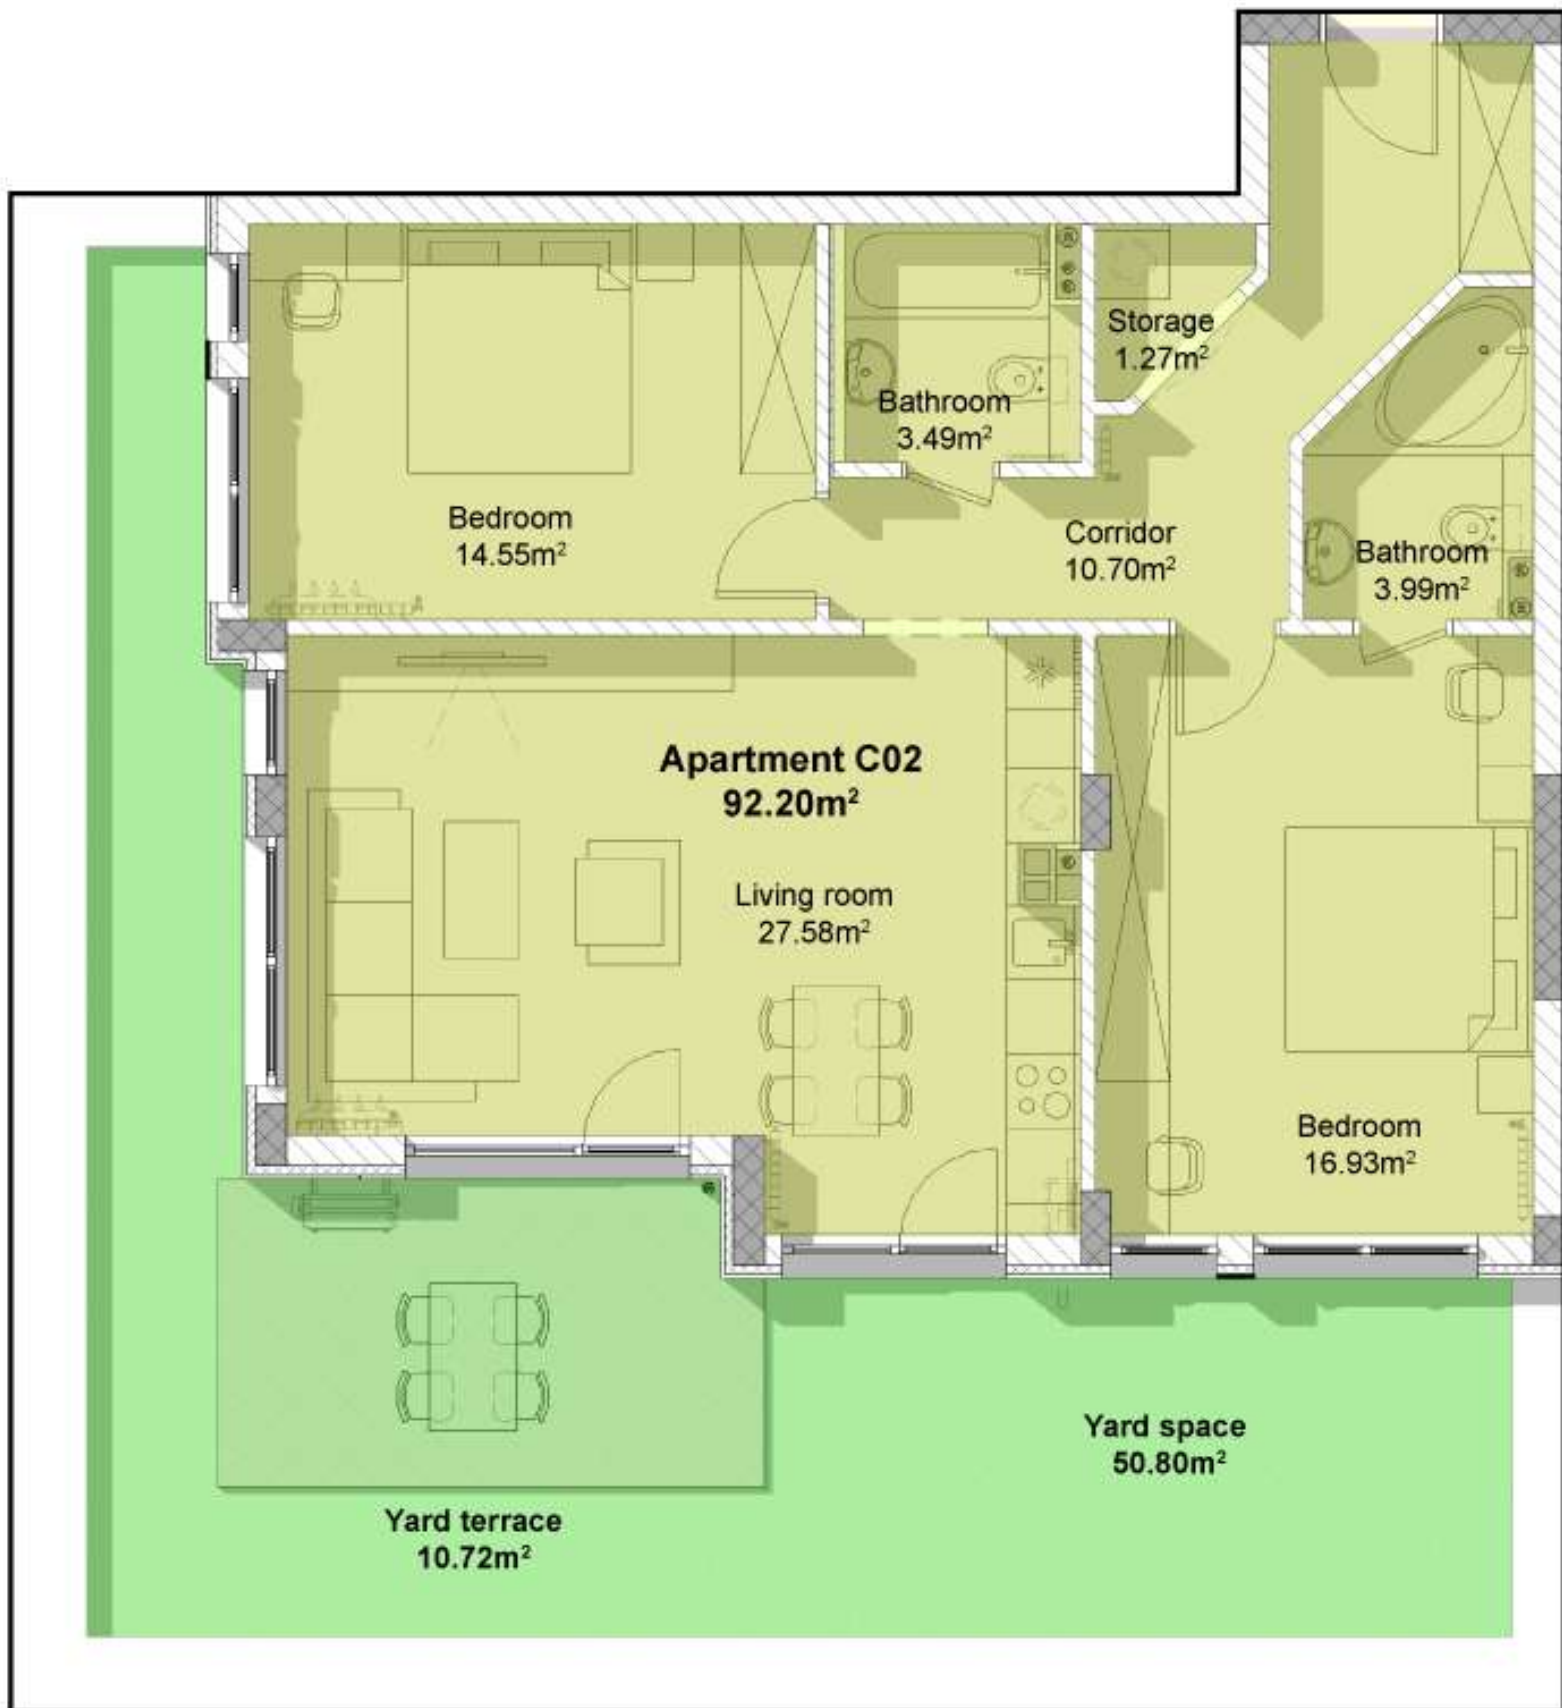 Storage
1.27m²
Bathroom
3.49m²
Bedroom
14.55m²
Corridor
10.70m²
Bathroom
3.99m²
Apartment C02
92.20m²
Living room
27.58m²
Bedroom
16.93m²
Yard space
50.80m²
Yard terrace
10.72m²